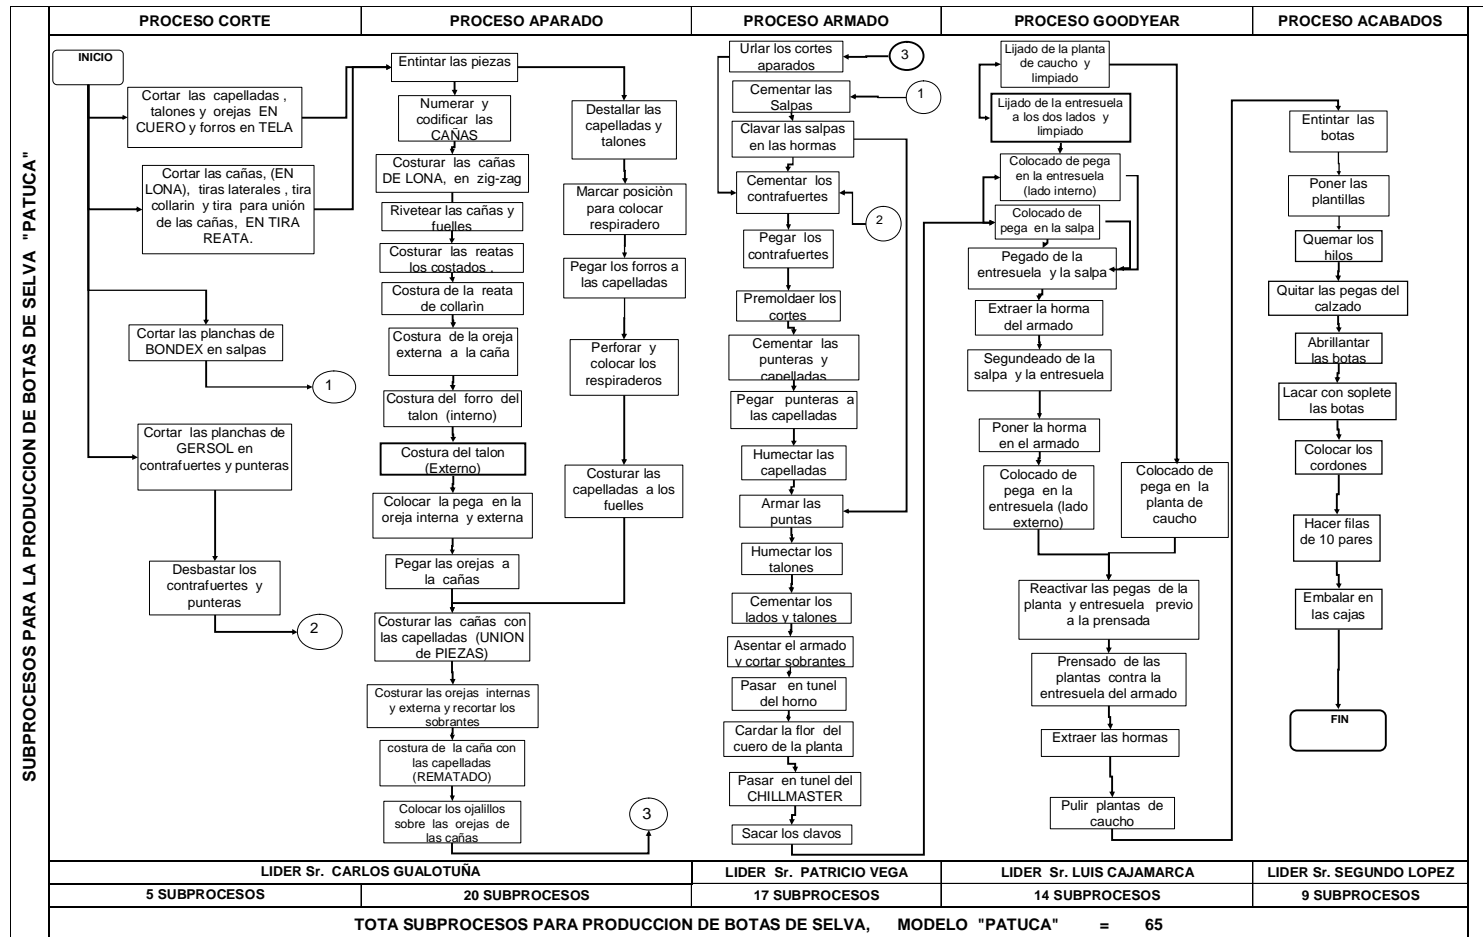 SUBPROCESOS PARA LA PRODUCCION DE BOTAS DE SELVA "PATUCA"
PROCESO CORTE
INICIO
Cortar las capelladas ,
talones y orejas EN
CUERO y forros en TELA
Cortar las cañas, (EN
LONA), tiras laterales , tira
collarin y tira para unión
de las cañas, EN TIRA
REATA.
Cortar las planchas de
BONDEX en salpas
1
Cortar las planchas de
GERSOL en
contrafuertes y punteras
Desbastar los
contrafuertes y
punteras
2
PROCESO APARADO
Entintar las piezas
Numerar y
codificar las
CAÑAS
Costurar las cañas
DE LONA, en zig-zag
Rivetear las cañas y
fuelles
Costurar las reatas
los costados .
Costura de la reata
de collarìn
Costura de la oreja
externa a la caña
Costura del forro del
talon (interno)
Costura del talon
(Externo)
Colocar la pega en la
oreja interna y externa
Pegar las orejas a
la cañas
Costurar las cañas con
las capelladas (UNION
de PIEZAS)
Costurar las orejas internas
y externa y recortar los
sobrantes
costura de la caña con
las capelladas
(REMATADO)
Colocar los ojalillos
sobre las orejas de
las cañas
Destallar las
capelladas y
talones
Marcar posiciòn
para colocar
respiradero
Pegar los forros a
las capelladas
Perforar y
colocar los
respiraderos
Costurar las
capelladas a los
fuelles
3
PROCESO ARMADO
Urlar los cortes
aparados
3
Cementar las
Salpas
1
Clavar las salpas
en las hormas
Cementar los
contrafuertes
2
Pegar los
contrafuertes
Premoldaer los
cortes
Cementar las
punteras y
capelladas
Pegar punteras a
las capelladas
Humectar las
capelladas
Armar las
puntas
Humectar los
talones
Cementar los
lados y talones
Asentar el armado
y cortar sobrantes
Pasar en tunel
del horno
Cardar la flor del
cuero de la planta
Pasar en tunel del
CHILLMASTER
Sacar los clavos
PROCESO GOODYEAR
Lijado de la planta
de caucho y
limpiado
Lijado de la entresuela
a los dos lados y
limpiado
Colocado de pega
en la entresuela
(lado interno)
Colocado de
pega en la salpa
Pegado de la
entresuela y la salpa
Extraer la horma
del armado
Segundeado de la
salpa y la entresuela
Poner la horma
en el armado
Colocado de
pega en la
entresuela (lado
externo)
Colocado de
pega en la
planta de
caucho
Reactivar las pegas de la
planta y entresuela previo
a la prensada
Prensado de las
plantas contra la
entresuela del armado
Extraer las hormas
Pulir plantas de
caucho
PROCESO ACABADOS
Entintar las
botas
Poner las
plantillas
Quemar los
hilos
Quitar las pegas del
calzado
Abrillantar
las botas
Lacar con soplete
las botas
Colocar los
cordones
Hacer filas
de 10 pares
Embalar en
las cajas
FIN
LIDER Sr. CARLOS GUALOTUÑA
LIDER Sr. PATRICIO VEGA
LIDER Sr. LUIS CAJAMARCA
LIDER Sr. SEGUNDO LOPEZ
5 SUBPROCESOS
20 SUBPROCESOS
17 SUBPROCESOS
14 SUBPROCESOS
9 SUBPROCESOS
TOTA SUBPROCESOS PARA PRODUCCION DE BOTAS DE SELVA, MODELO "PATUCA" = 65